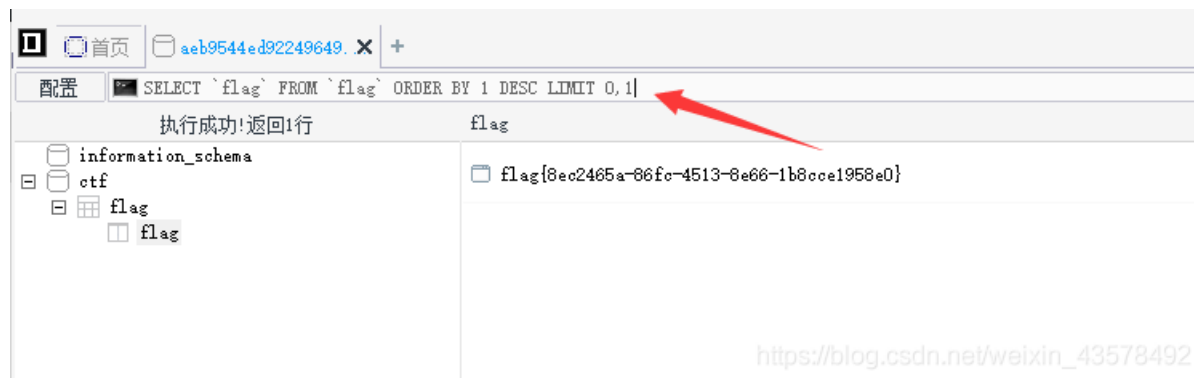 首页 aeb9544ed92249649. . X +
配置 SELECT `flag` FROM `flag` ORDER BY 1 DESC LIMIT 0,1
执行成功!返回1行 flag
information_schema
ctf
flag
flag
flag{8ec2465a-86fc-4513-8e66-1b8cce1958e0}
https://blog.csdn.net/weixin_43578492